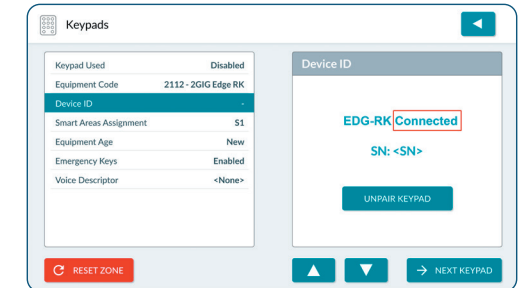 Keypads
Keypad Used Disabled
Equipment Code 2112 - 2GIG Edge RK
Device ID -
Smart Areas Assignment S1
Equipment Age New
Emergency Keys Enabled
Voice Descriptor <None>
Device ID
EDG-RK Connected
SN: <SN>
UNPAIR KEYPAD
RESET ZONE
NEXT KEYPAD